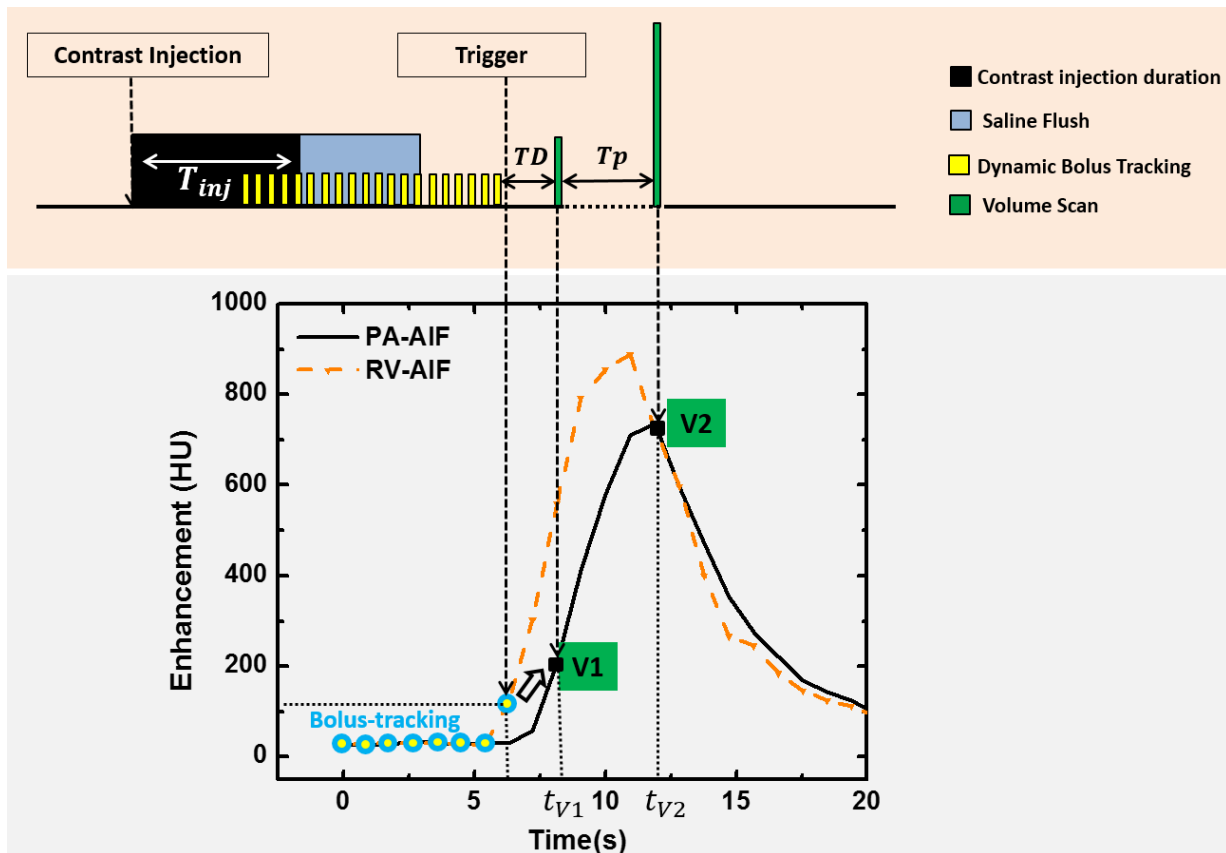 Contrast Injection
Trigger
T_inj
TD
Tp
Contrast injection duration
Saline Flush
Dynamic Bolus Tracking
Volume Scan
1000
800
600
400
200
0
Enhancement (HU)
PA-AIF
RV-AIF
V2
V1
Bolus-tracking
0
5
10
15
20
t_V1
t_V2
Time(s)